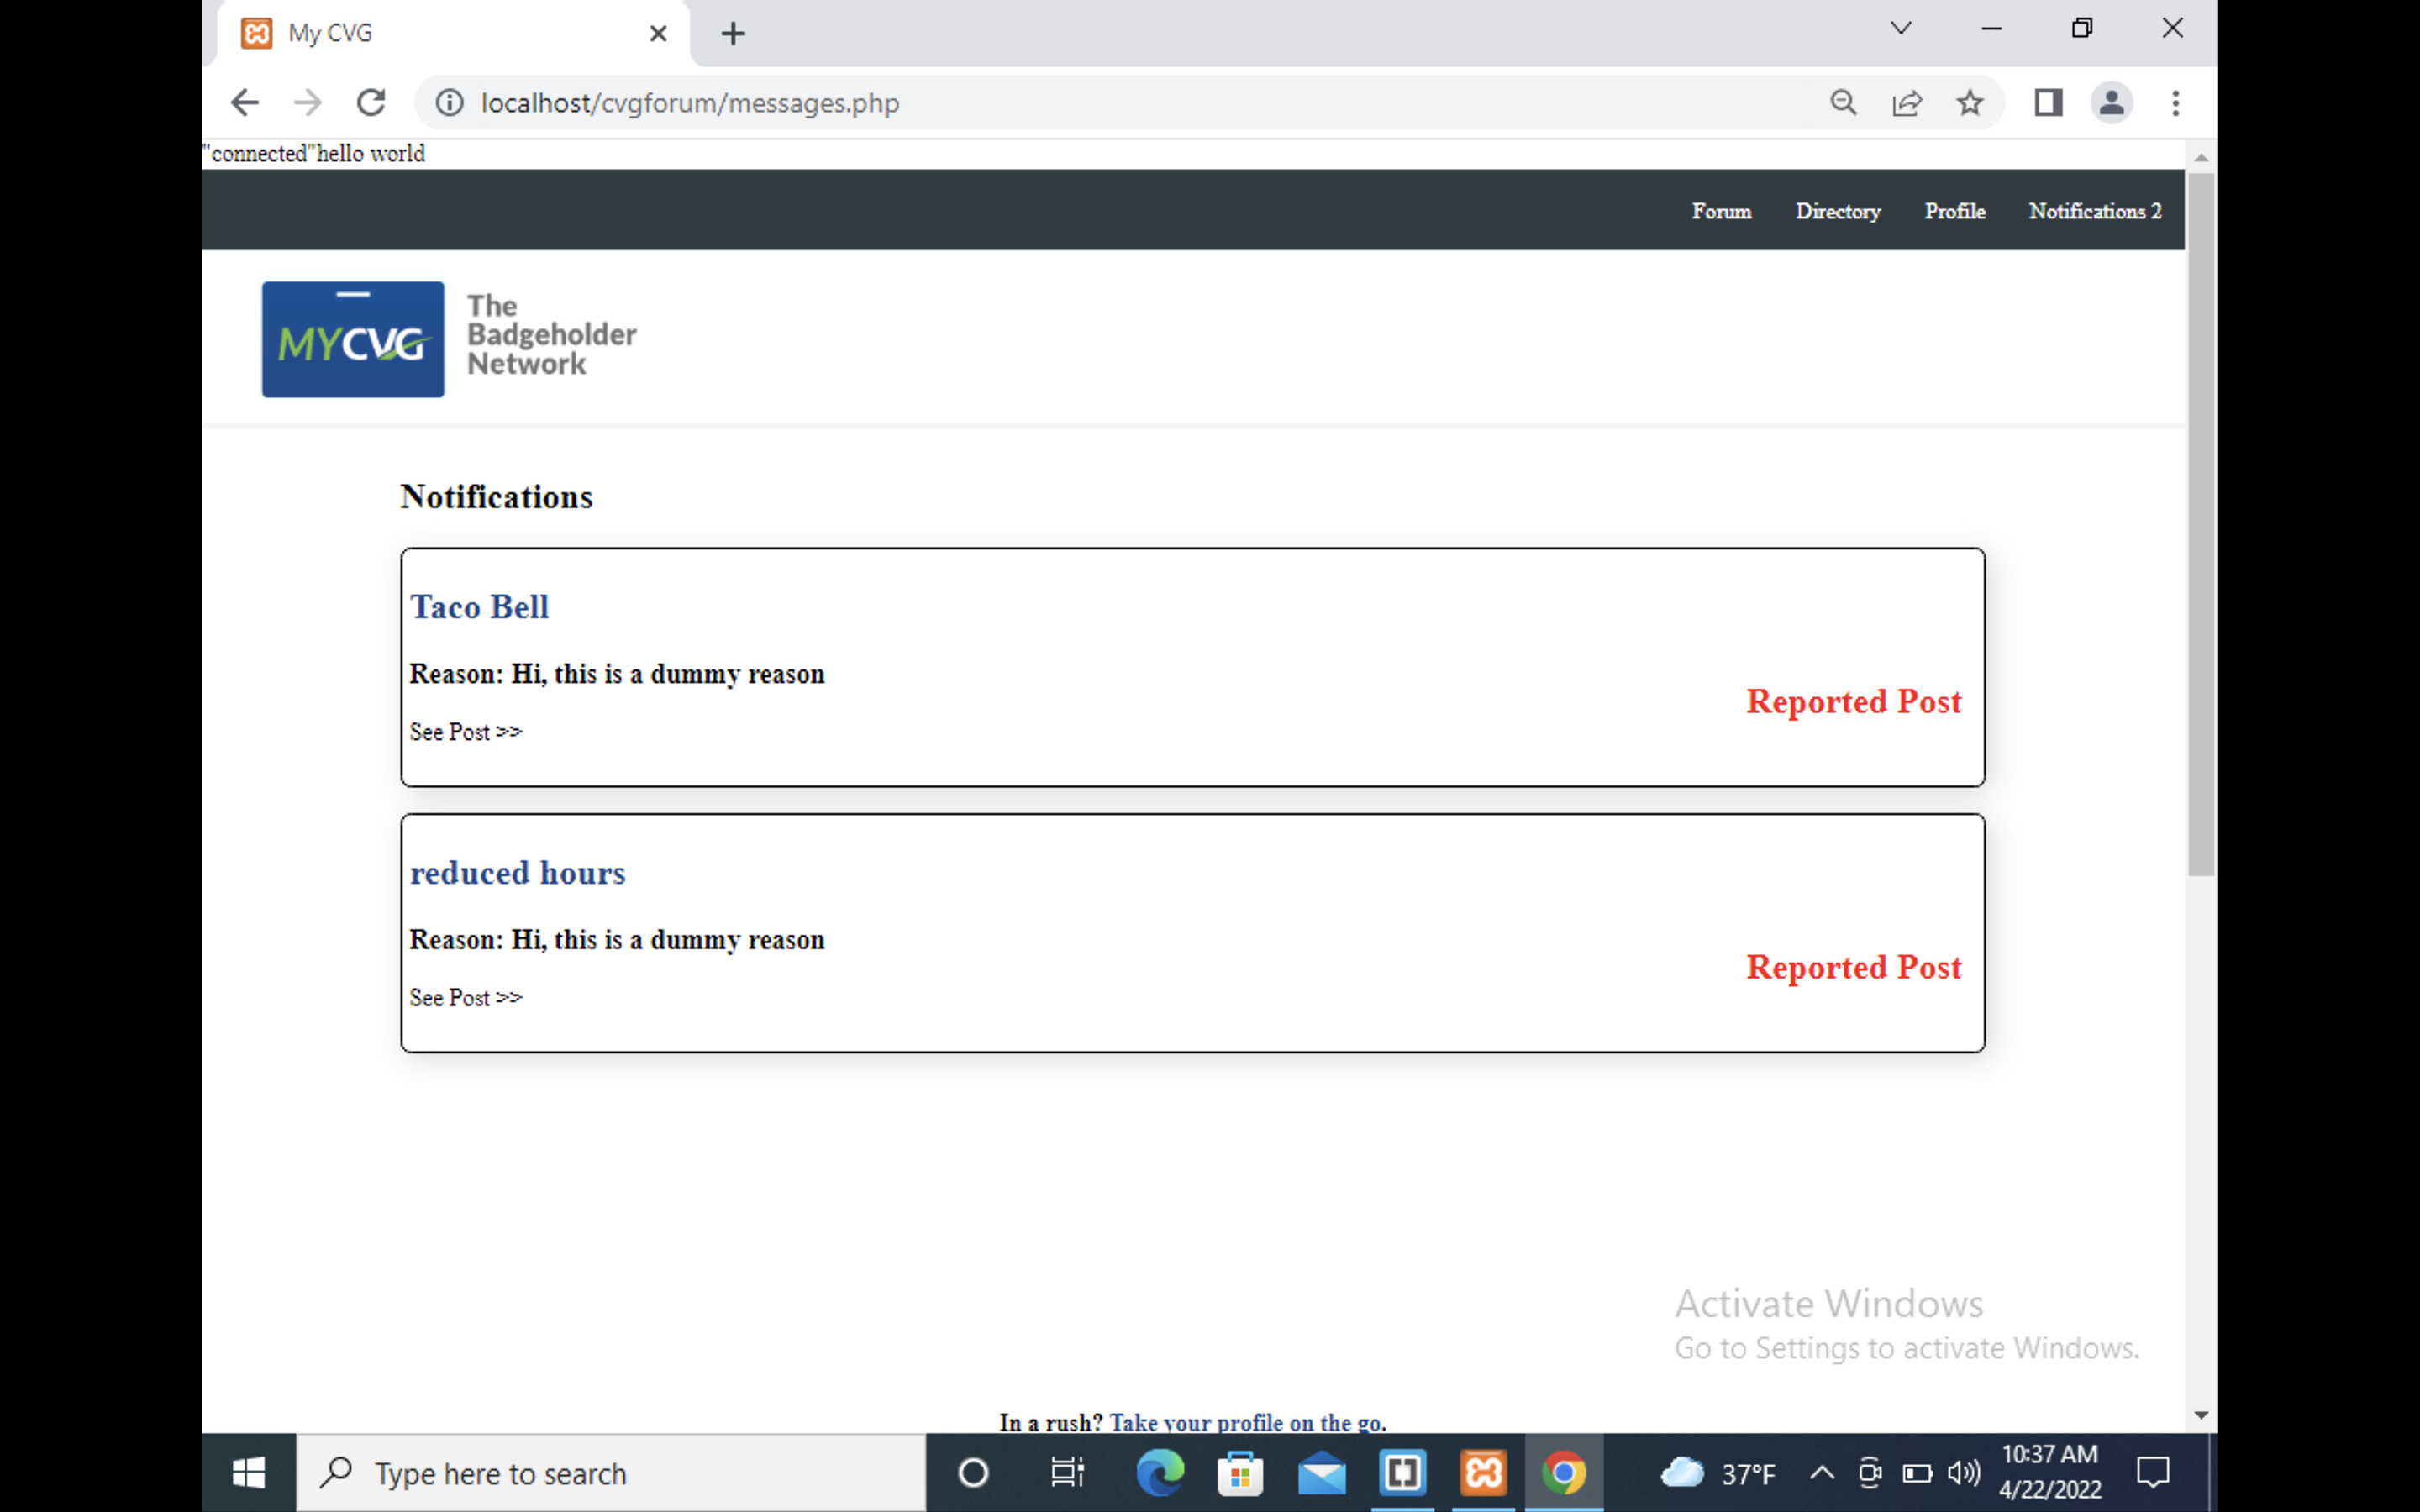 My CVG
localhost/cvgforum/messages.php
"connected"hello world
Forum Directory Profile Notifications 2
MYCVG
The
Badgeholder
Network
Notifications
Taco Bell
Reason: Hi, this is a dummy reason
Reported Post
See Post >>
reduced hours
Reason: Hi, this is a dummy reason
Reported Post
See Post >>
Activate Windows
Go to Settings to activate Windows.
In a rush? Take your profile on the go.
Type here to search
37°F
10:37 AM
4/22/2022